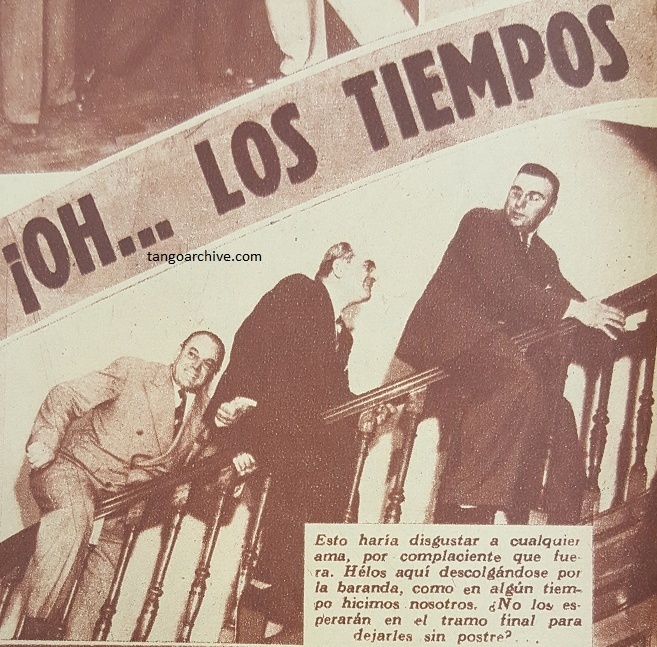 ¡OH... LOS TIEMPOS
tangoarchive.com
Esto haría disgustar a cualquier
ama, por complaciente que fue-
ra. Hélos aquí descolgándose por
la baranda, como en algún tiem-
po hicimos nosotros. ¿No los es-
perarán en el tramo final para
dejarles sin postre?...